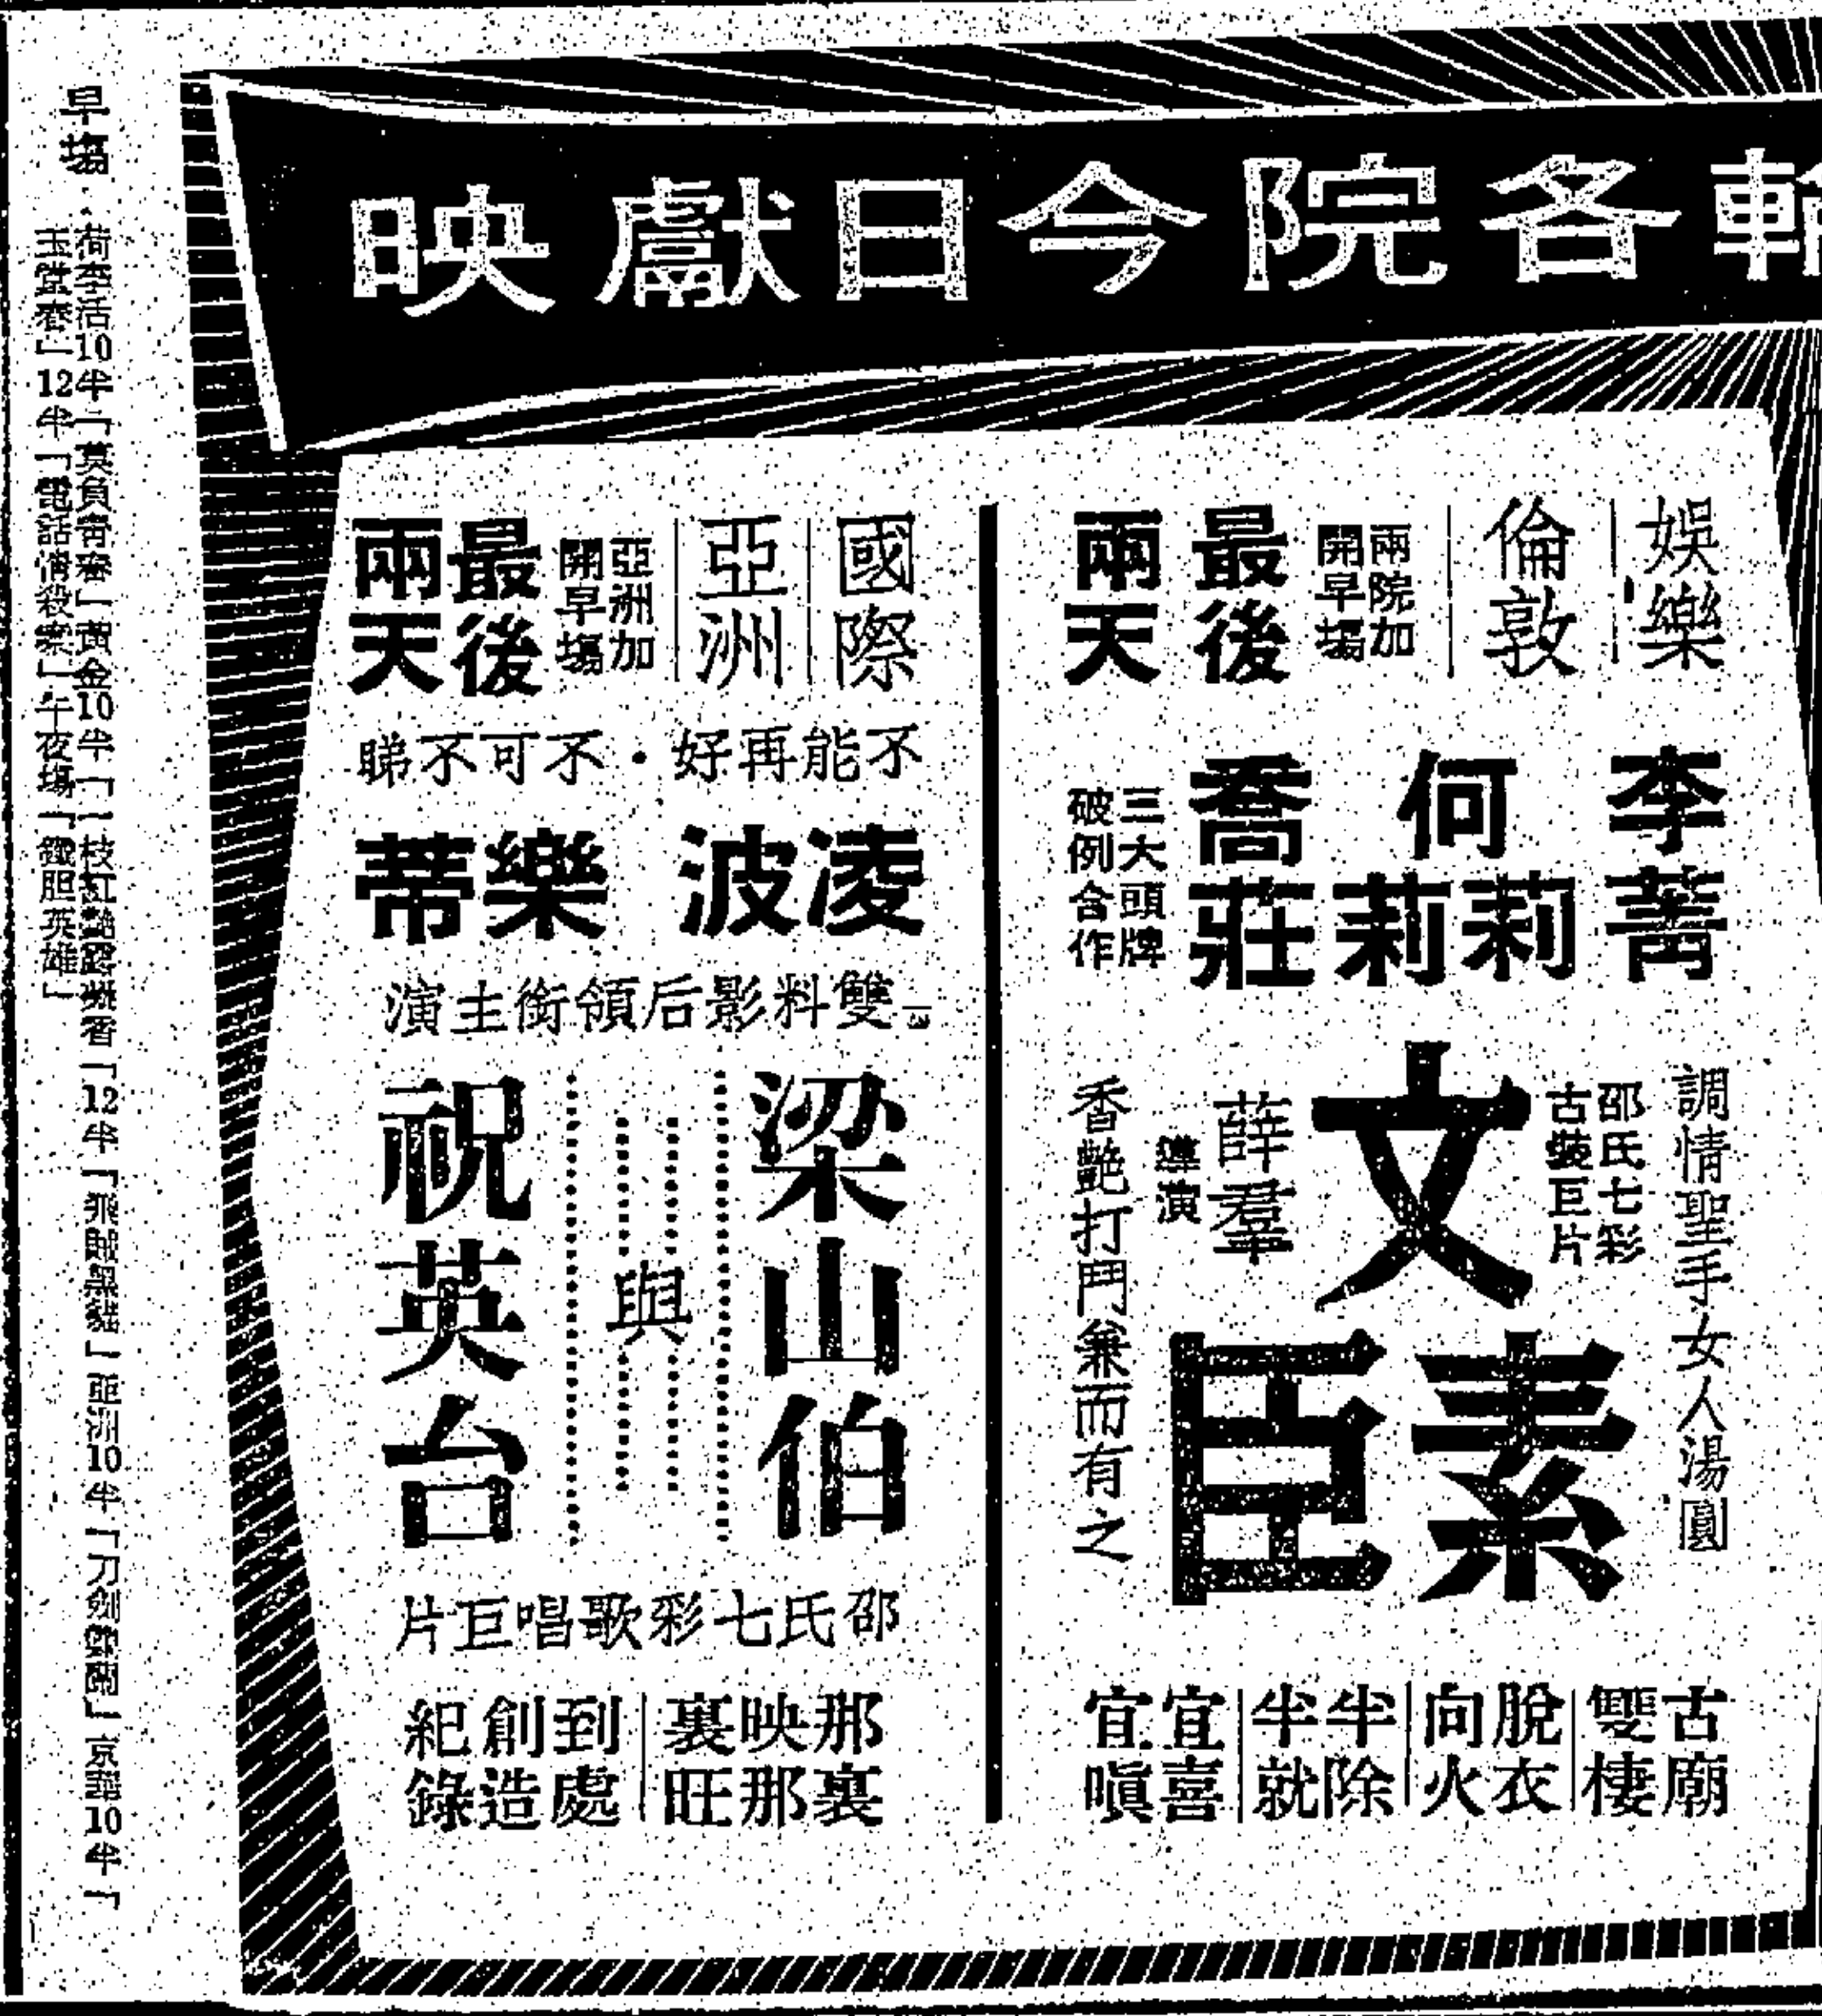 輪各院今日獻映
娛樂
倫敦
兩院加開早場
最後兩天
李菁
何莉莉
喬莊
三大頭牌
破例合作
調情聖手女人湯圓
邵氏七彩
古裝巨片
文素臣
薛羣
導演
香艷打鬥兼而有之
古廟雙棲
脫衣向火
半除半就
宜喜宜嗔
國際
亞洲
亞洲加開早場
最後兩天
不能再好·不可不睇
凌波 樂蒂
雙料影后領銜主演
梁山伯
與
祝英台
邵氏七彩歌唱巨片
那裏映那裏旺
到處創造紀錄
早場
荷李活10半「莫負青春」黃金10半「一枝紅艷露凝香」12半「飛賊黑貓」亞洲10半「刀劍」京華10半「
玉堂春」12半「電話情殺案」午夜場「鐵胆英雄」